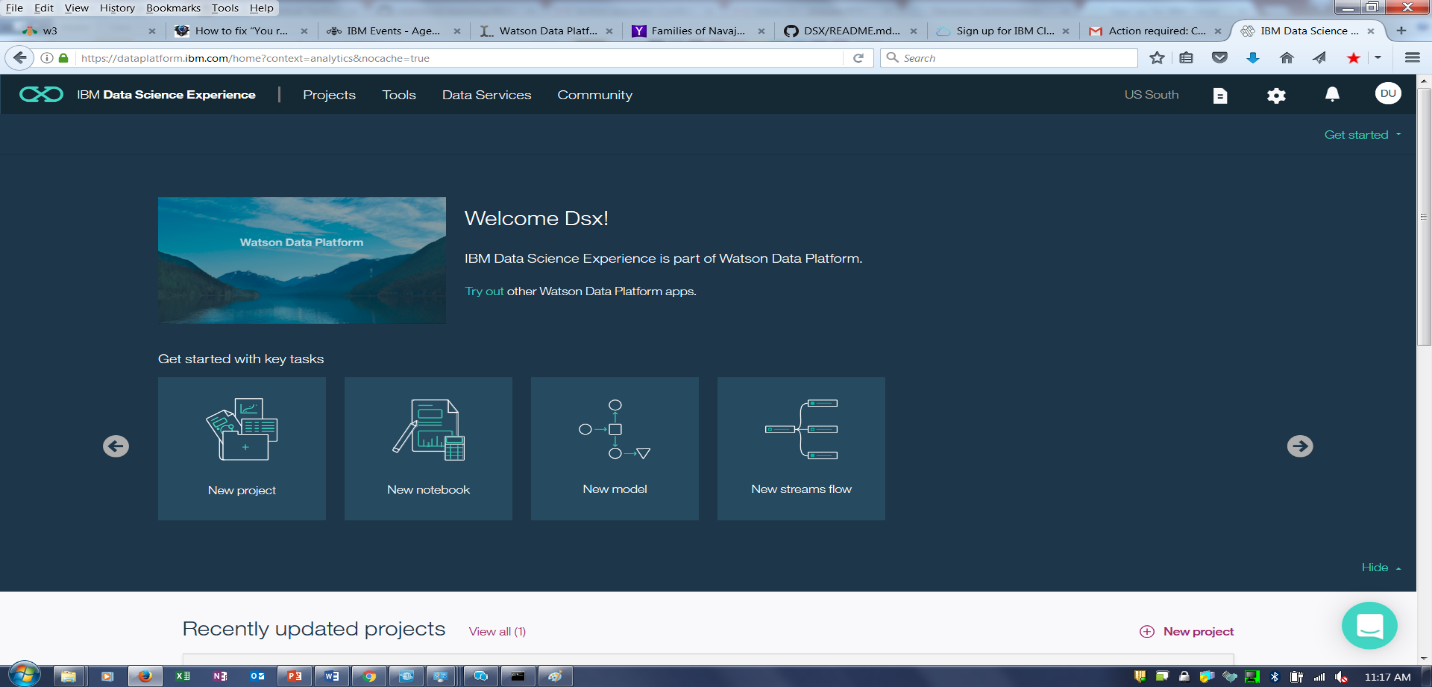 File Edit View History Bookmarks Tools Help
w3 × How to fix "You r... × IBM Events - Age... × Watson Data Platf... × Families of Navaj... × DSX/README.md... × Sign up for IBM Cl... × Action required: C... × IBM Data Science ... × +
https://dataplatform.ibm.com/home?context=analytics&nocache=true Search
IBM Data Science Experience | Projects Tools Data Services Community US South DU
Get started
Watson Data Platform
Welcome Dsx!
IBM Data Science Experience is part of Watson Data Platform.
Try out other Watson Data Platform apps.
Get started with key tasks
New project New notebook New model New streams flow
Hide
Recently updated projects View all (1) New project
11:17 AM